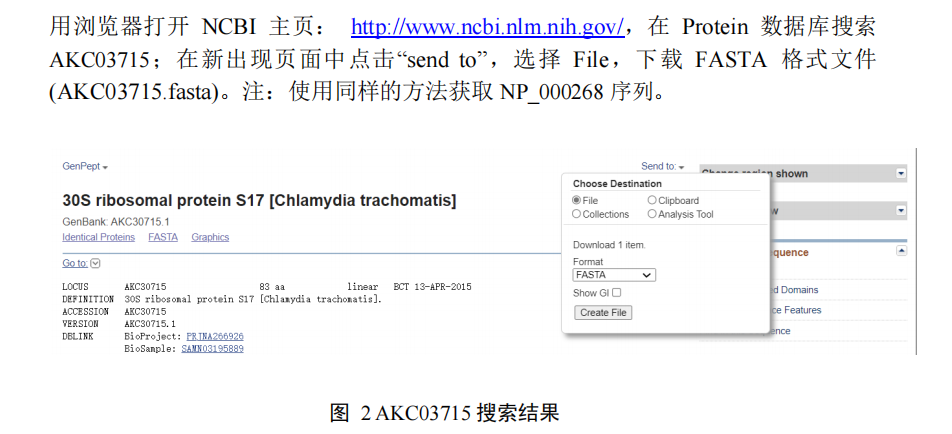 用浏览器打开 NCBI 主页： http://www.ncbi.nlm.nih.gov/，在 Protein 数据库搜索
AKC03715；在新出现页面中点击“send to”，选择 File，下载 FASTA 格式文件
(AKC03715.fasta)。注：使用同样的方法获取 NP_000268 序列。
GenPept
Send to:
Change region shown
30S ribosomal protein S17 [Chlamydia trachomatis]
GenBank: AKC30715.1
Identical Proteins FASTA Graphics
Go to:
LOCUS AKC30715 83 aa linear BCT 13-APR-2015
DEFINITION 30S ribosomal protein S17 [Chlamydia trachomatis].
ACCESSION AKC30715
VERSION AKC30715.1
DBLINK BioProject: PRJNA266926
BioSample: SAMN03195889
Choose Destination
File Clipboard
Collections Analysis Tool
Download 1 item.
Format
FASTA
Show GI
Create File
w
quence
d Domains
ce Features
ence
图 2 AKC03715 搜索结果